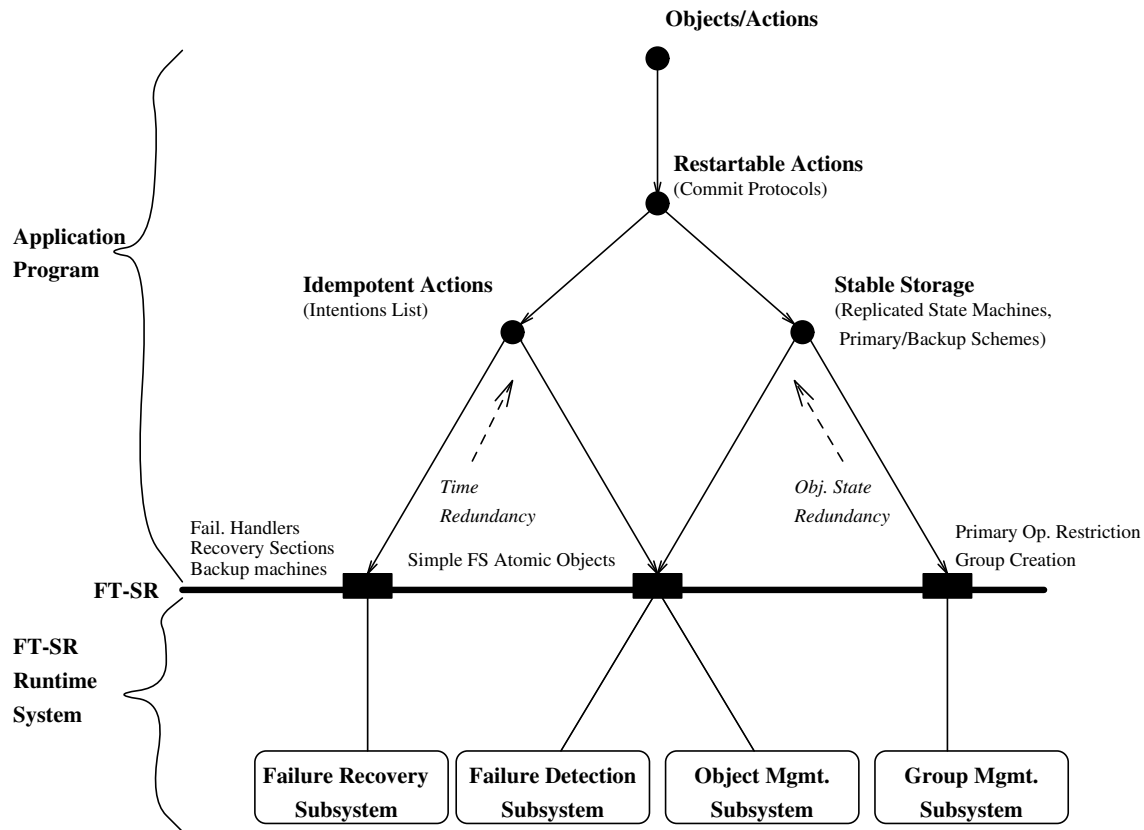 Objects/Actions
Restartable Actions
(Commit Protocols)
Application
Program
Idempotent Actions
(Intentions List)
Stable Storage
(Replicated State Machines,
Primary/Backup Schemes)
Time
Redundancy
Obj. State
Redundancy
Fail. Handlers
Recovery Sections
Backup machines
Simple FS Atomic Objects
Primary Op. Restriction
Group Creation
FT-SR
FT-SR
Runtime
System
Failure Recovery
Subsystem
Failure Detection
Subsystem
Object Mgmt.
Subsystem
Group Mgmt.
Subsystem